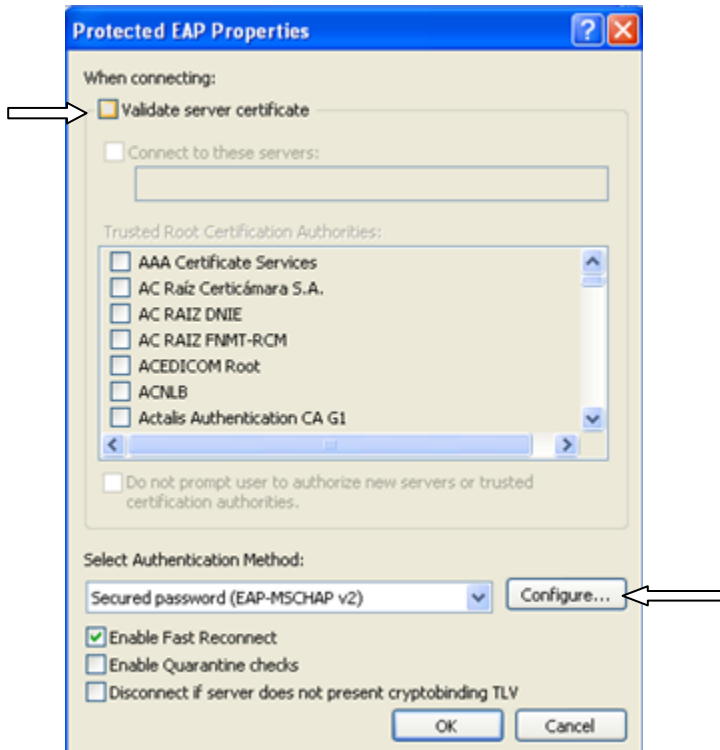 Protected EAP Properties
When connecting:
Validate server certificate
Connect to these servers:
Trusted Root Certification Authorities:
AAA Certificate Services
AC Raíz Certicámara S.A.
AC RAIZ DNIE
AC RAIZ FNMT-RCM
ACEDICOM Root
ACNLB
Actalis Authentication CA G1
Do not prompt user to authorize new servers or trusted
certification authorities.
Select Authentication Method:
Secured password (EAP-MSCHAP v2)
Configure...
Enable Fast Reconnect
Enable Quarantine checks
Disconnect if server does not present cryptobinding TLV
OK
Cancel